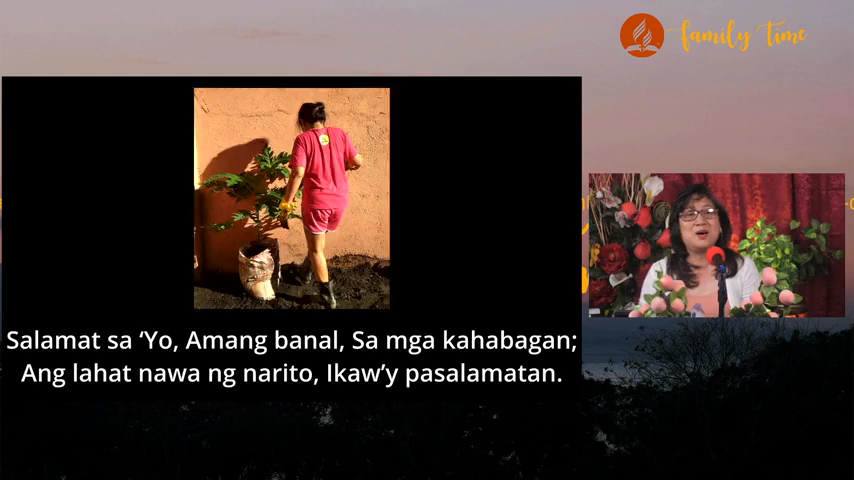 family time
Salamat sa ‘Yo, Amang banal, Sa mga kahabagan;
Ang lahat nawa ng narito, Ikaw’y pasalamatan.